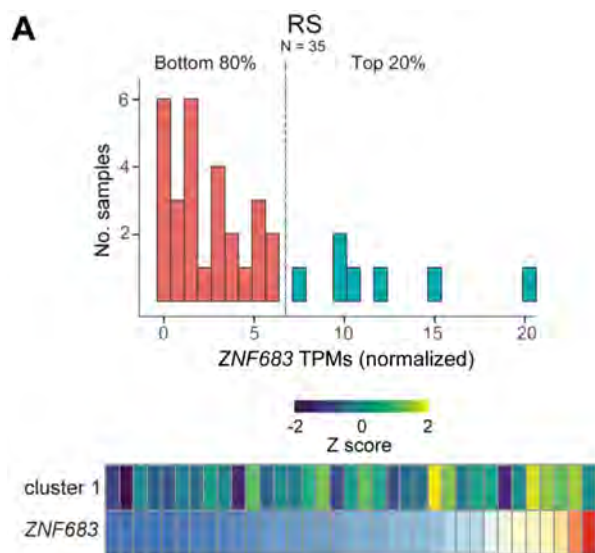 A
RS
N = 35
Bottom 80%
Top 20%
6
4
2
No. samples
0
5
10
15
20
ZNF683 TPMs (normalized)
-2
0
2
Z score
cluster 1
ZNF683